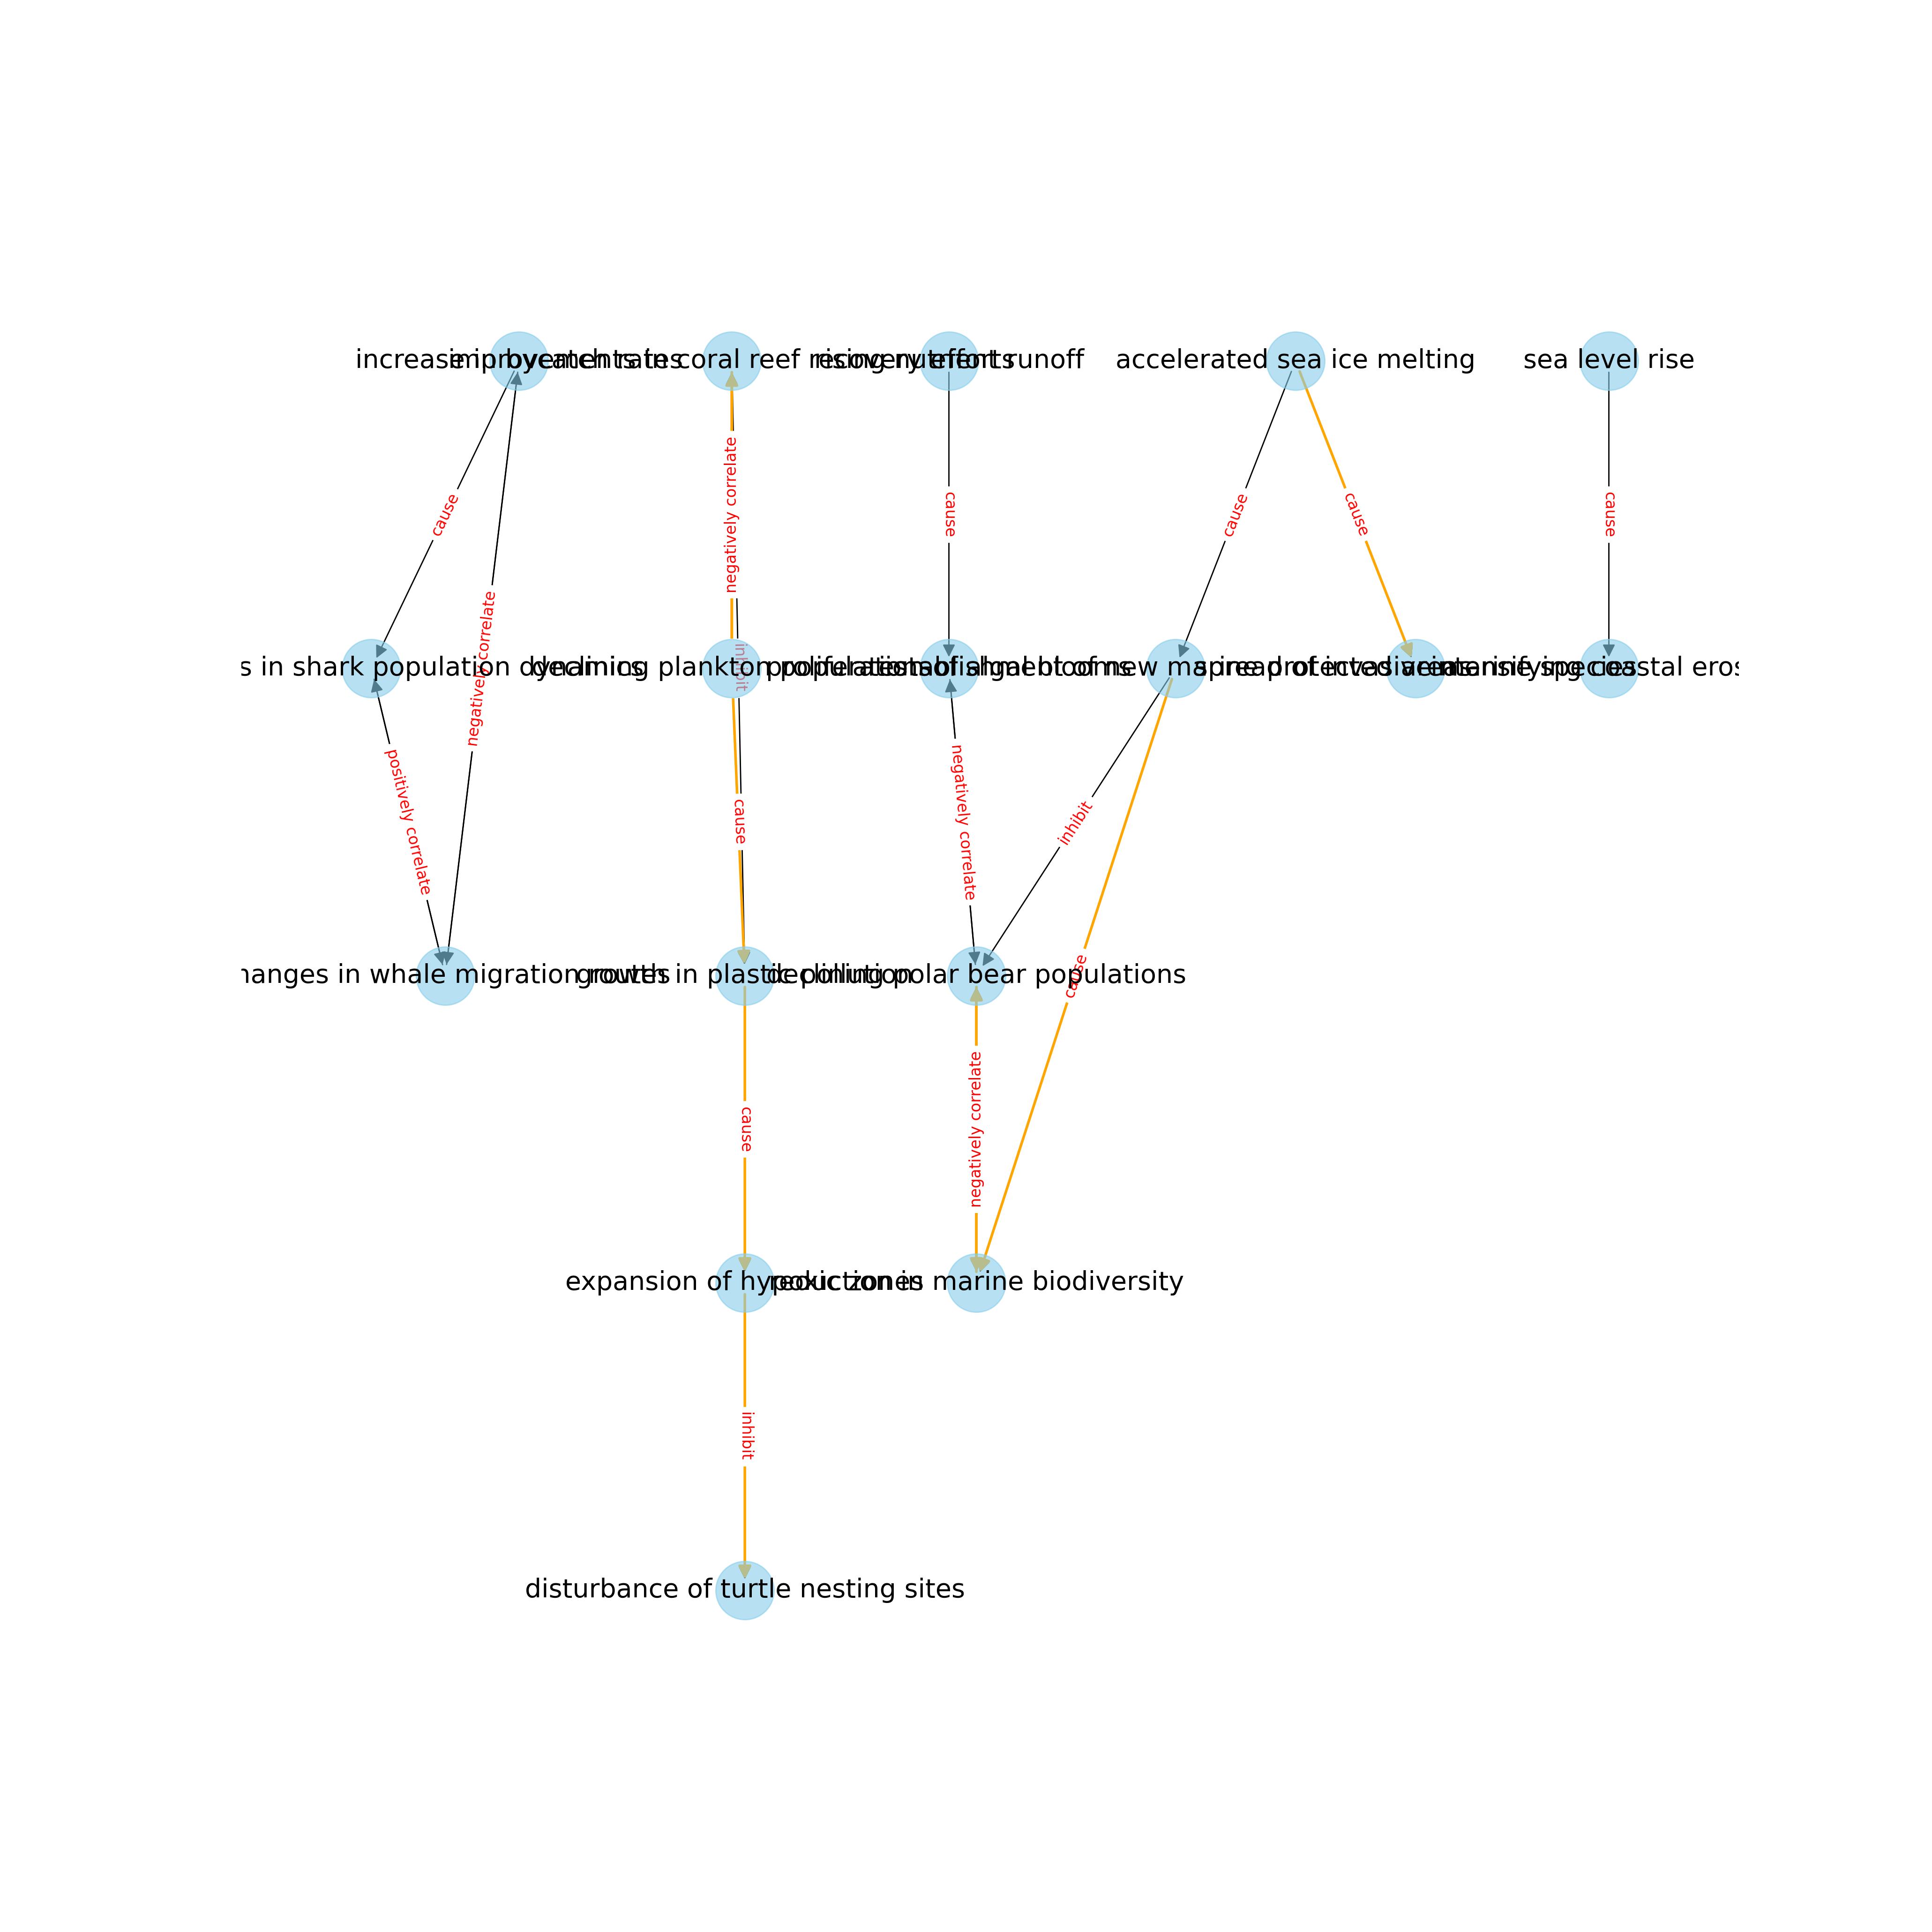 increase in bycatch rates
improvements in coral reef recovery efforts
rising nutrient runoff
accelerated sea ice melting
sea level rise
negatively correlate
cause
cause
cause
cause
cause
negatively correlate
inhibit
s in shark population dynamics
declining plankton populations
proliferation of algal blooms
establishment of new marine protected areas
spread of invasive marine species
intensifying coastal eros
positively correlate
cause
negatively correlate
inhibit
cause
hanges in whale migration routes
growth in plastic pollution
declining polar bear populations
cause
negatively correlate
expansion of hypoxic zones
reduction in marine biodiversity
inhibit
disturbance of turtle nesting sites